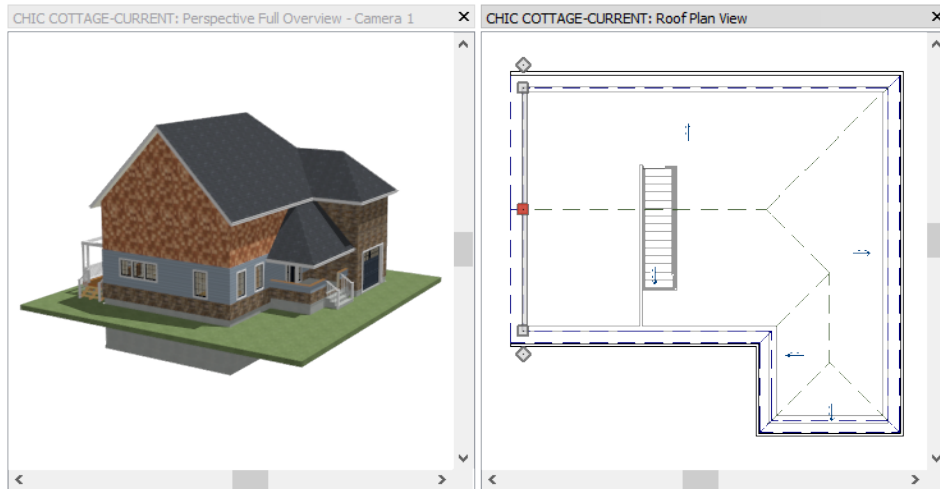 CHIC COTTAGE-CURRENT: Perspective Full Overview - Camera 1
CHIC COTTAGE-CURRENT: Roof Plan View